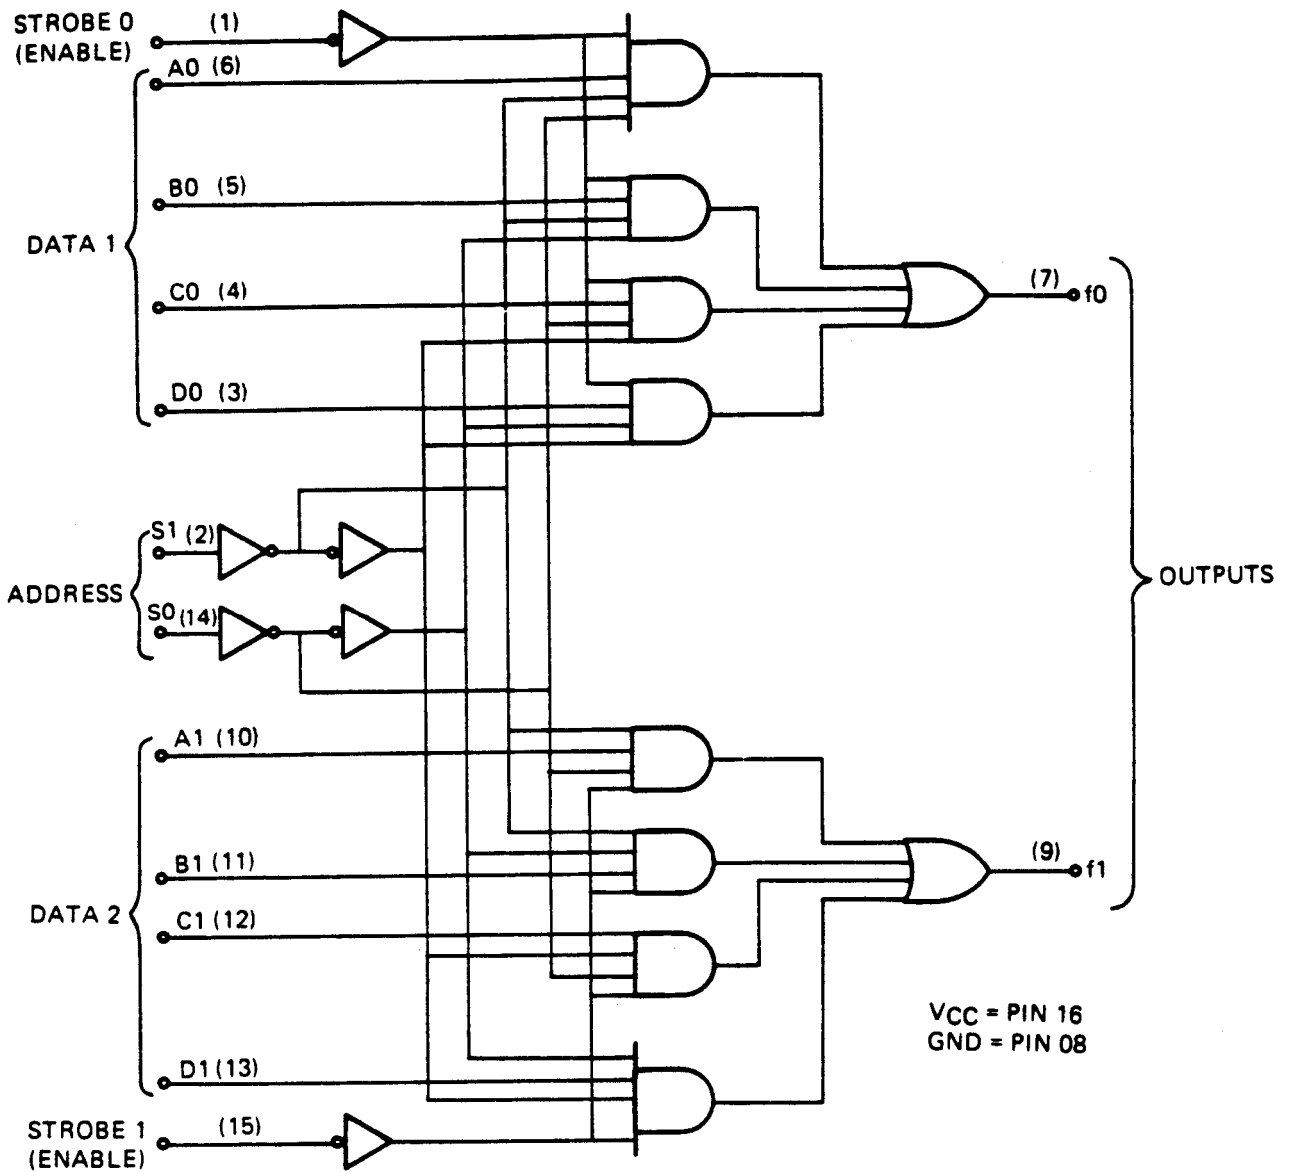 STROBE 0
(ENABLE)
(1)
A0 (6)
B0 (5)
DATA 1
C0 (4)
D0 (3)
(7)
f0
S1 (2)
ADDRESS
S0 (14)
OUTPUTS
A1 (10)
B1 (11)
DATA 2
C1 (12)
D1 (13)
(9)
f1
VCC = PIN 16
GND = PIN 08
STROBE 1
(ENABLE)
(15)